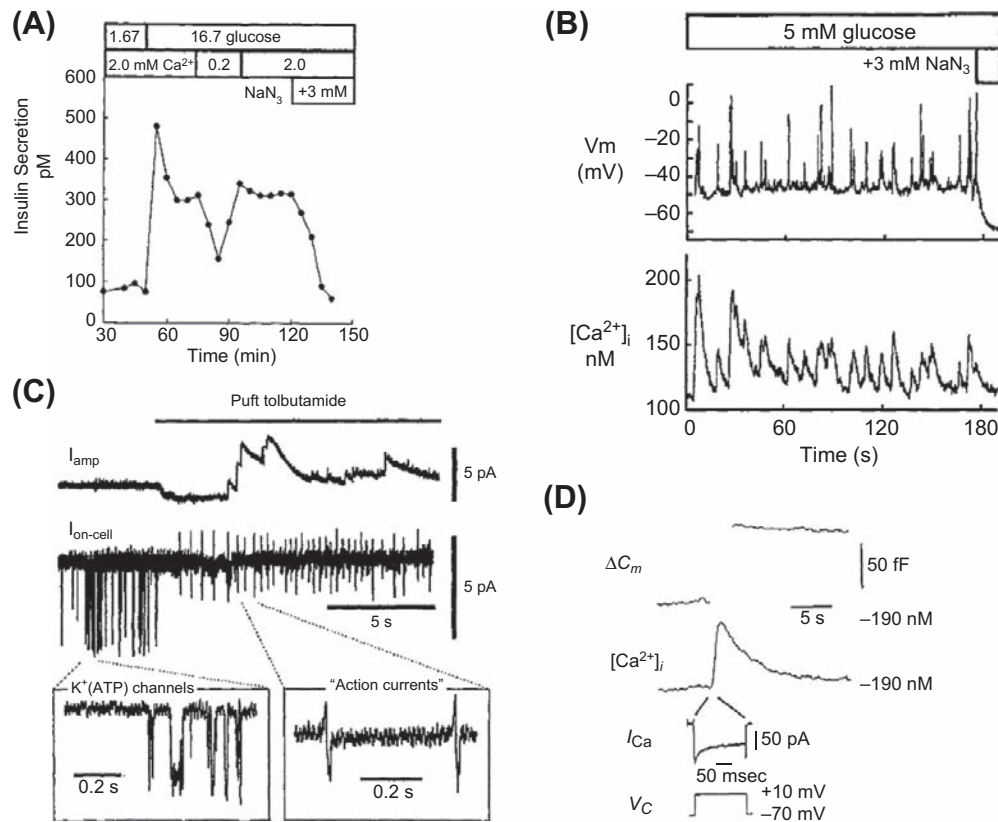 (A)
1.67 16.7 glucose
2.0 mM Ca2+ 0.2 2.0
NaN3 +3 mM
600
500
400
300
200
100
0
Insulin Secretion
pM
30 60 90 120 150
Time (min)
(B)
5 mM glucose
+3 mM NaN3
0
−20
−40
−60
Vm
(mV)
0 60 120 180
200
150
100
[Ca2+]i
nM
0 60 120 180
Time (s)
(C)
Puft tolbutamide
Iamp
5 pA
Ion-cell
5 pA
5 s
K+(ATP) channels
0.2 s
"Action currents"
0.2 s
(D)
ΔCm
50 fF
5 s
−190 nM
[Ca2+]i
−190 nM
ICa
50 pA
50 msec
VC
+10 mV
−70 mV